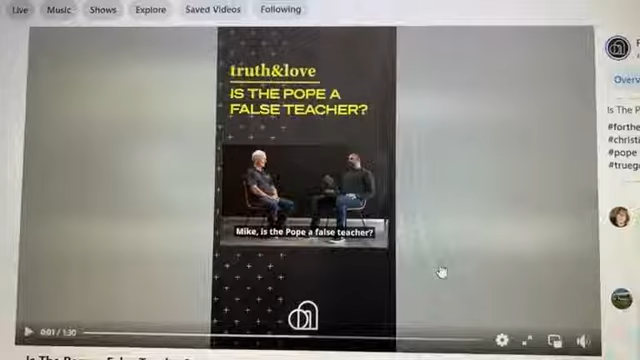 Live Music Shows Explore Saved Videos Following
truth&love
IS THE POPE A
FALSE TEACHER?
Mike, is the Pope a false teacher?
0:01 / 1:30
Overv
Is The P
#forthe
#christi
#pope
#trueg